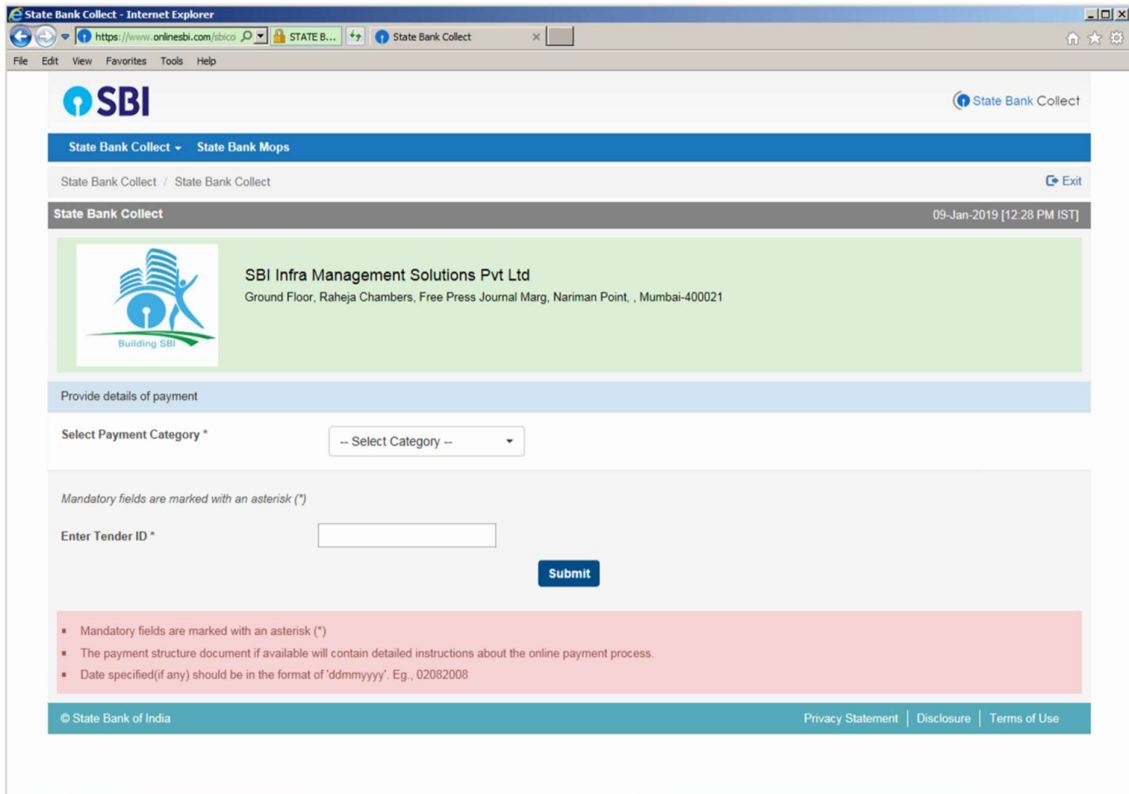 State Bank Collect - Internet Explorer
https://www.onlinesbi.com/sbico STATE B... State Bank Collect
File Edit View Favorites Tools Help
SBI
State Bank Collect
State Bank Collect State Bank Mops
State Bank Collect / State Bank Collect Exit
State Bank Collect 09-Jan-2019 [12:28 PM IST]
SBI Infra Management Solutions Pvt Ltd
Ground Floor, Raheja Chambers, Free Press Journal Marg, Nariman Point, , Mumbai-400021
Building SBI
Provide details of payment
Select Payment Category * -- Select Category --
Mandatory fields are marked with an asterisk (*)
Enter Tender ID *
Submit
Mandatory fields are marked with an asterisk (*)
The payment structure document if available will contain detailed instructions about the online payment process.
Date specified(if any) should be in the format of 'ddmmyyyy'. Eg., 02082008
© State Bank of India Privacy Statement | Disclosure | Terms of Use